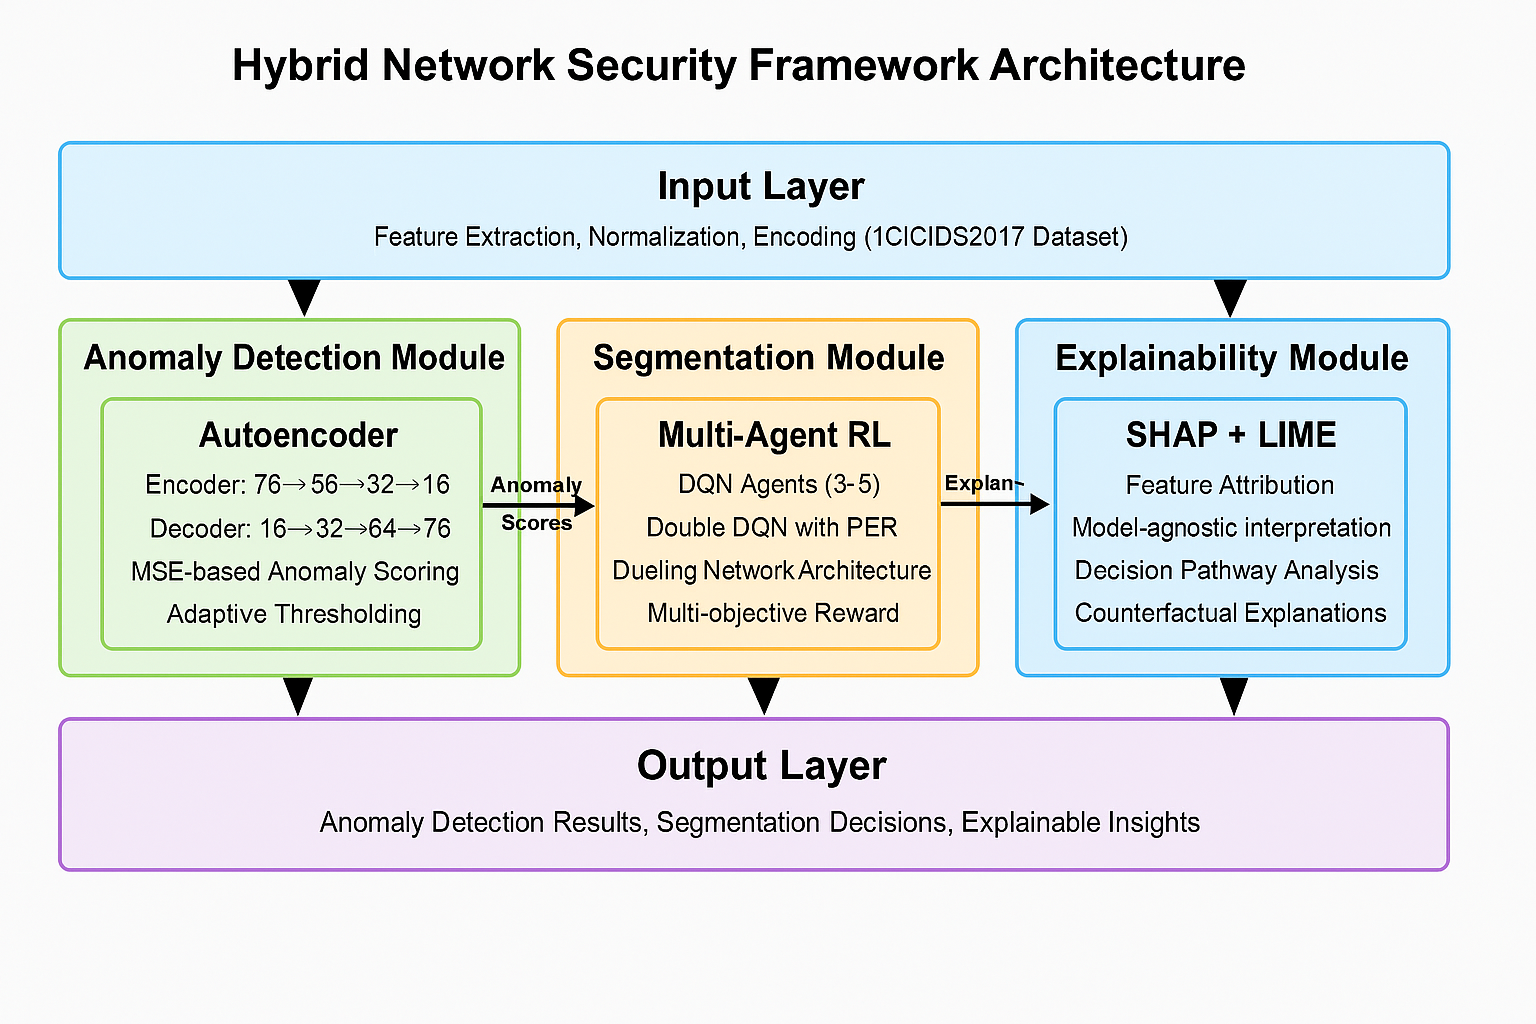 Hybrid Network Security Framework Architecture
Input Layer
Feature Extraction, Normalization, Encoding (1CICIDS2017 Dataset)
Anomaly Detection Module
Autoencoder
Encoder: 76→56→32→16
Decoder: 16→32→64→76
MSE-based Anomaly Scoring
Adaptive Thresholding
Anomaly
Scores
Segmentation Module
Multi-Agent RL
DQN Agents (3-5)
Double DQN with PER
Dueling Network Architecture
Multi-objective Reward
Explan-
Explainability Module
SHAP + LIME
Feature Attribution
Model-agnostic interpretation
Decision Pathway Analysis
Counterfactual Explanations
Output Layer
Anomaly Detection Results, Segmentation Decisions, Explainable Insights